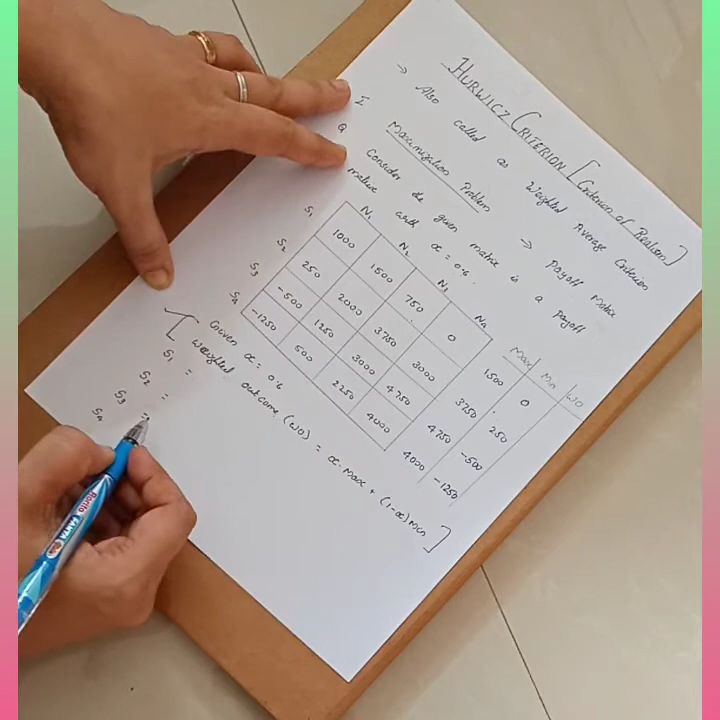 HURWICZ CRITERION [Criterion of Realism]
→ Also called as Weighted Average Criterion
I Maximization Problem → Payoff Matrix
Q Consider the given matrix is a payoff
matrix with α = 0.6.
N1 N2 N3 N4 Max Min WO
S1 1000 1500 750 0 1500 0
S2 250 2000 3750 3000 3750 250
S3 -500 1250 3000 4750 4750 -500
S4 -1250 500 2250 4000 4000 -1250
Given α = 0.6
[Weighted outcome (WO) = α.Max + (1-α)Min]
S1 =
S2 =
S3 =
S4
Rorito